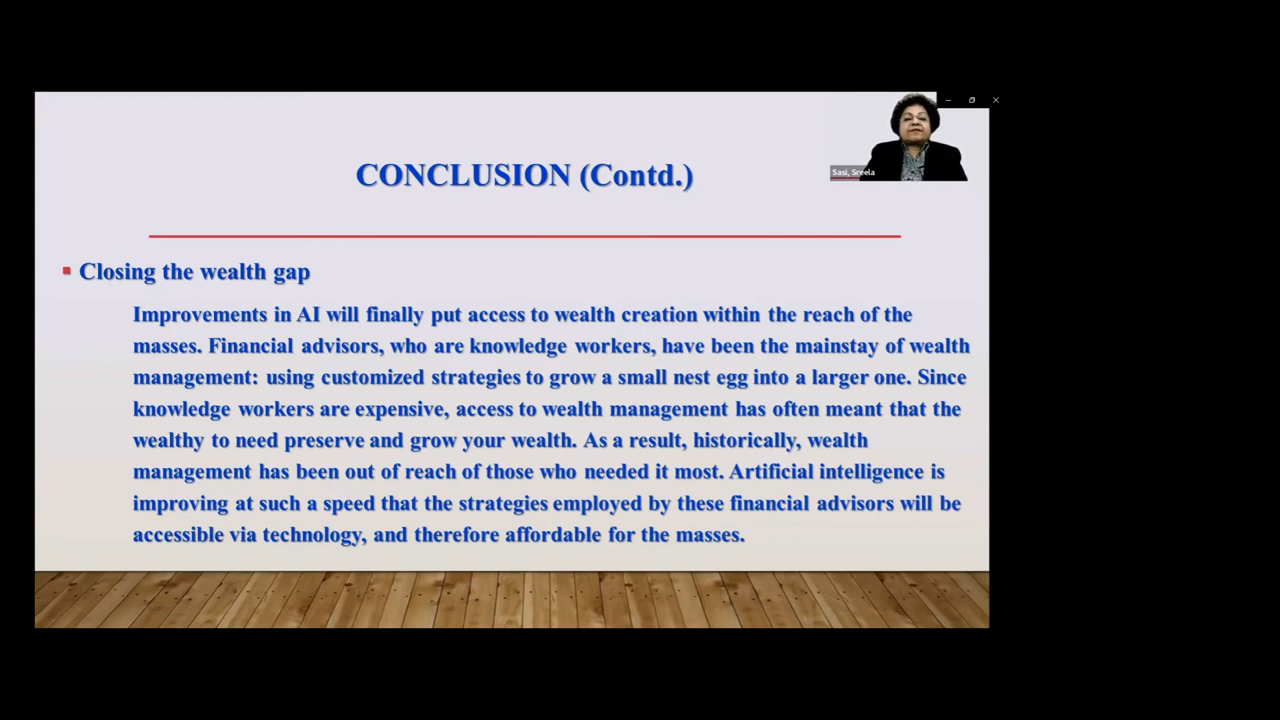 CONCLUSION (Contd.)
Sasi, Sreela
Closing the wealth gap
Improvements in AI will finally put access to wealth creation within the reach of the
masses. Financial advisors, who are knowledge workers, have been the mainstay of wealth
management: using customized strategies to grow a small nest egg into a larger one. Since
knowledge workers are expensive, access to wealth management has often meant that the
wealthy to need preserve and grow your wealth. As a result, historically, wealth
management has been out of reach of those who needed it most. Artificial intelligence is
improving at such a speed that the strategies employed by these financial advisors will be
accessible via technology, and therefore affordable for the masses.